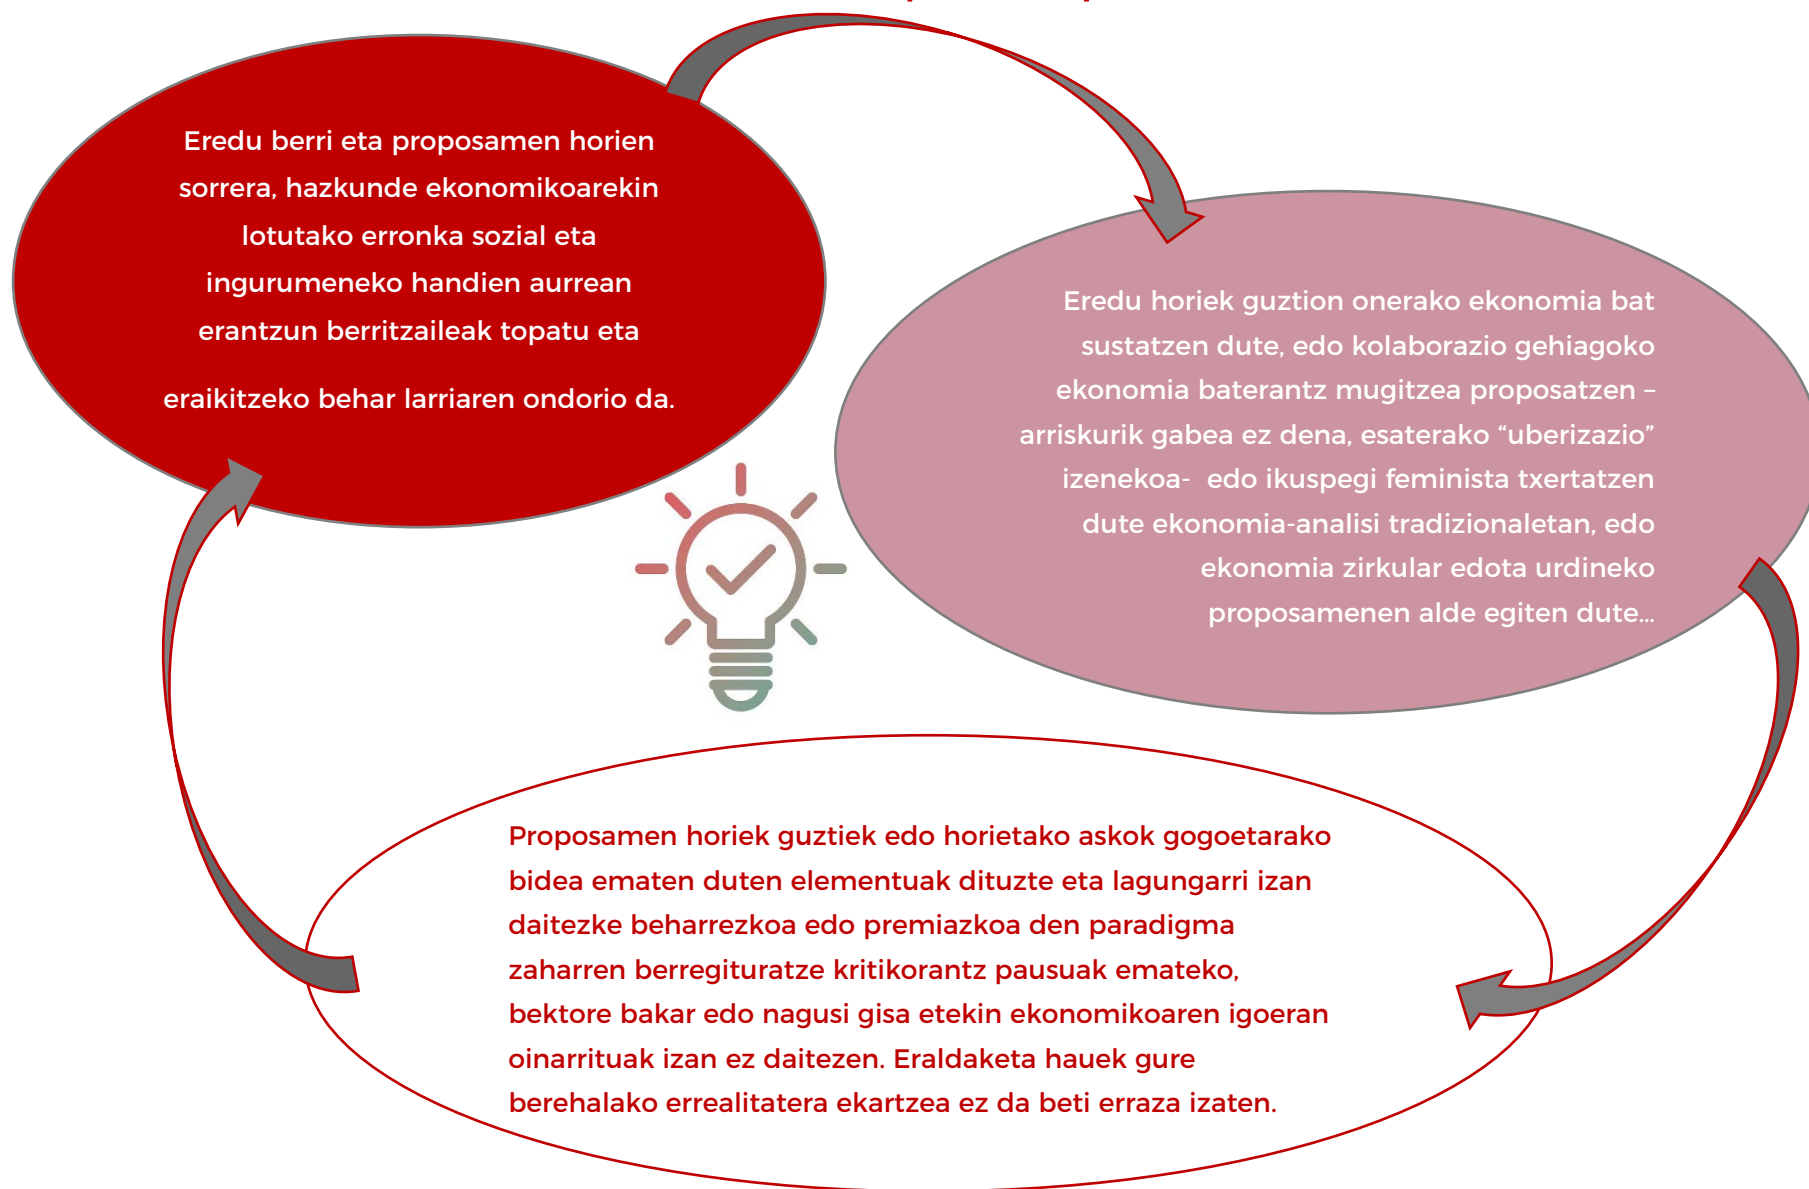 Eredu berri eta proposamen horien
sorrera, hazkunde ekonomikoarekin
lotutako erronka sozial eta
ingurumeneko handien aurrean
erantzun berritzaileak topatu eta
eraikitzeko behar larriaren ondorio da.
Eredu horiek guztion onerako ekonomia bat
sustatzen dute, edo kolaborazio gehiagoko
ekonomia baterantz mugitzea proposatzen –
arriskurik gabea ez dena, esaterako “uberizazio”
izenekoa- edo ikuspegi feminista txertatzen
dute ekonomia-analisi tradizionaletan, edo
ekonomia zirkular edota urdineko
proposamenen alde egiten dute...
Proposamen horiek guztiek edo horietako askok gogoetarako
bidea ematen duten elementuak dituzte eta lagungarri izan
daitezke beharrezkoa edo premiazkoa den paradigma
zaharren berregituratze kritikorantz pausuak emateko,
bektore bakar edo nagusi gisa etekin ekonomikoaren igoeran
oinarrituak izan ez daitezen. Eraldaketa hauek gure
berehalako errealitatera ekartzea ez da beti erraza izaten.